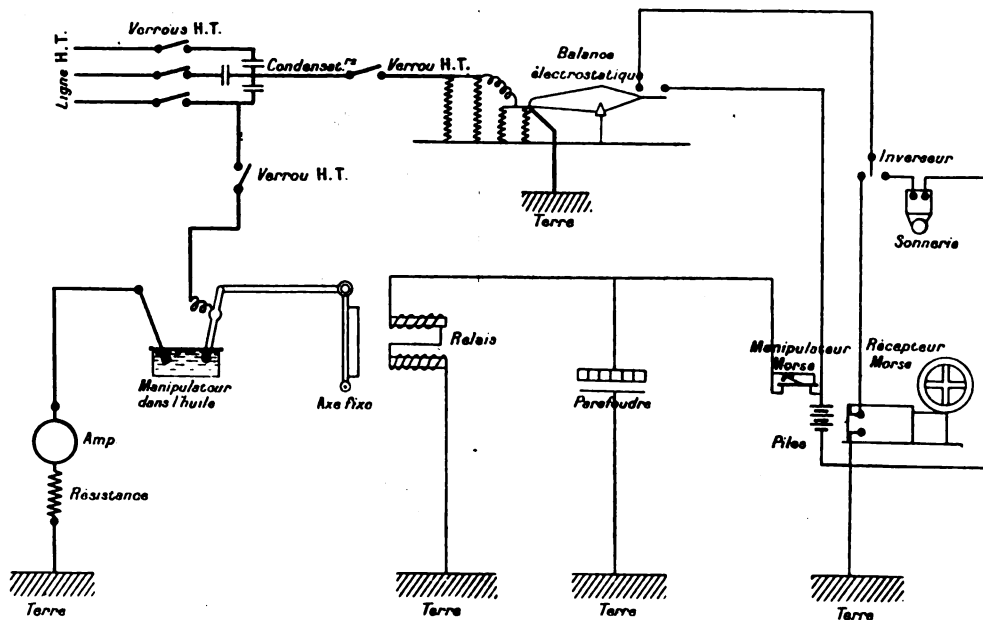 Verrous H.T.
Ligne H.T.
Condensat.rs
Verrou H.T.
Balance
électrostatique
Inverseur
Verrou H.T.
Terre
Sonnerie
Relais
Manipulateur
Morse
Récepteur
Morse
Manipulateur
dans l'huile
Axe fixe
Parafoudre
Amp
Piles
Résistance
Terre
Terre
Terre
Terre